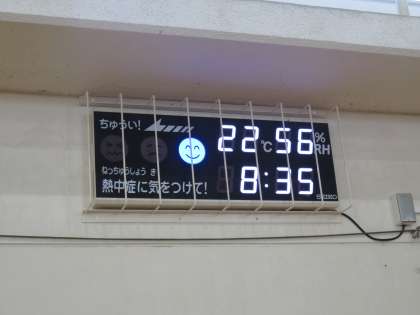 ちゅうい!
22℃ 56%RH
ねっちゅうしょう き
熱中症に気をつけて!
8:35
SEIKO